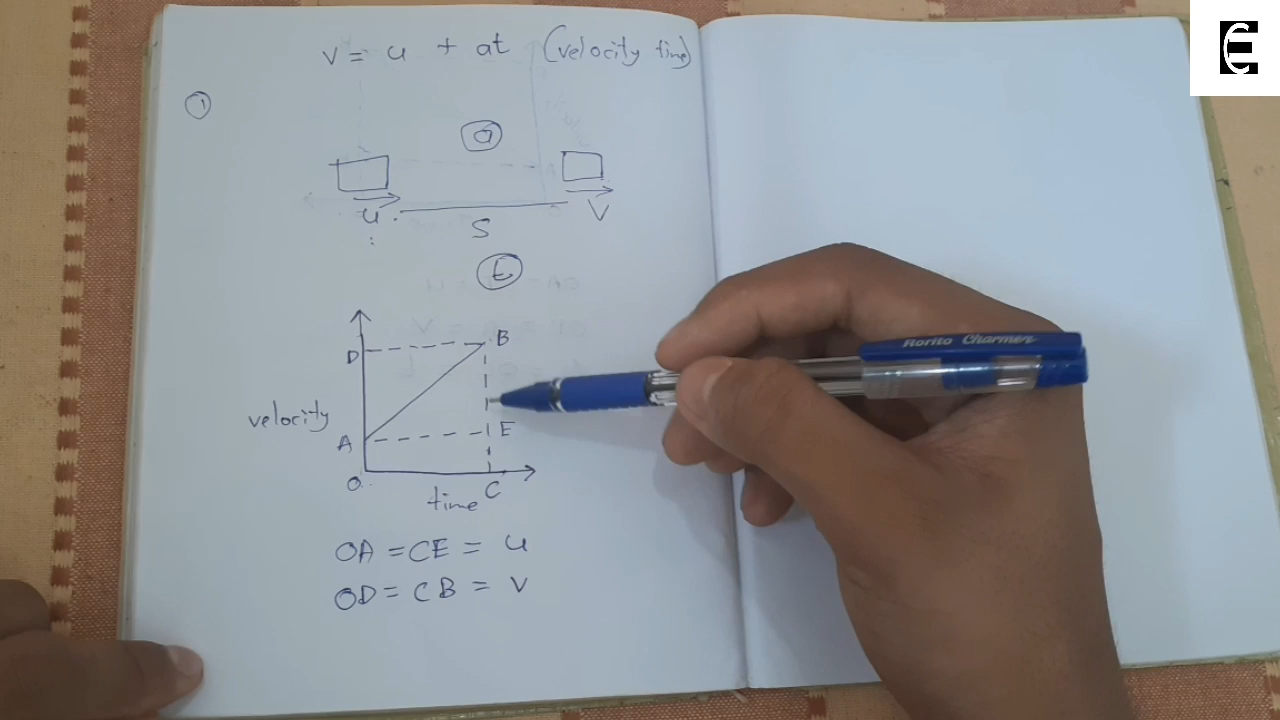 E
v = u + at (velocity time)
①
a
u
S
V
t
D B
velocity
A E
O
time C
OA = CE = u
OD = CB = V
Rorito Charmer